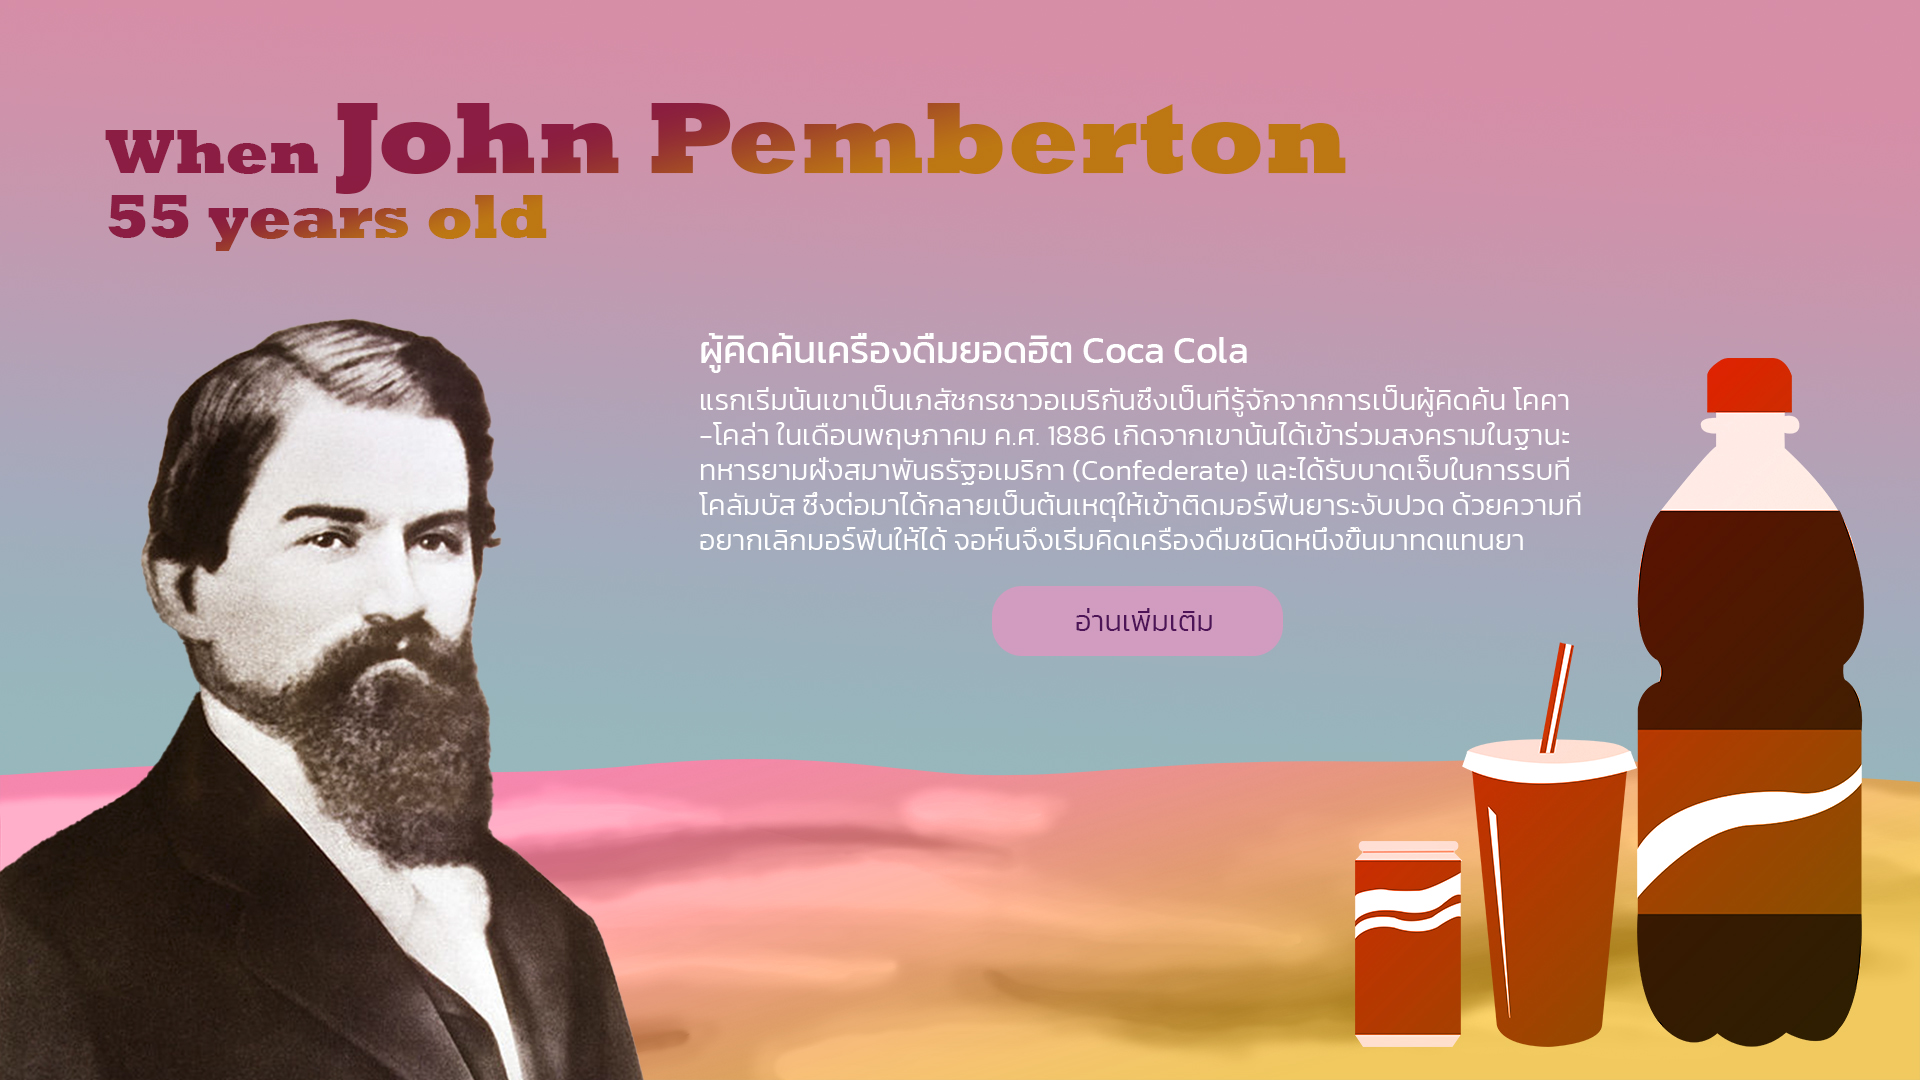 When John Pemberton
55 years old
ผู้คิดค้นเครื่องดื่มยอดฮิต Coca Cola
แรกเริ่มนั้นเขาเป็นเภสัชกรชาวอเมริกันซึ่งเป็นที่รู้จักจากการเป็นผู้คิดค้น โคคา
-โคล่า ในเดือนพฤษภาคม ค.ศ. 1886 เกิดจากเขานั้นได้เข้าร่วมสงครามในฐานะ
ทหารยามฝั่งสมาพันธรัฐอเมริกา (Confederate) และได้รับบาดเจ็บในการรบที่
โคลัมบัส ซึ่งต่อมาได้กลายเป็นต้นเหตุให้เข้าติดมอร์ฟีนยาระงับปวด ด้วยความที่
อยากเลิกมอร์ฟีนให้ได้ จอห์นจึงเริ่มคิดเครื่องดื่มชนิดหนึ่งขึ้นมาทดแทนยา
อ่านเพิ่มเติม